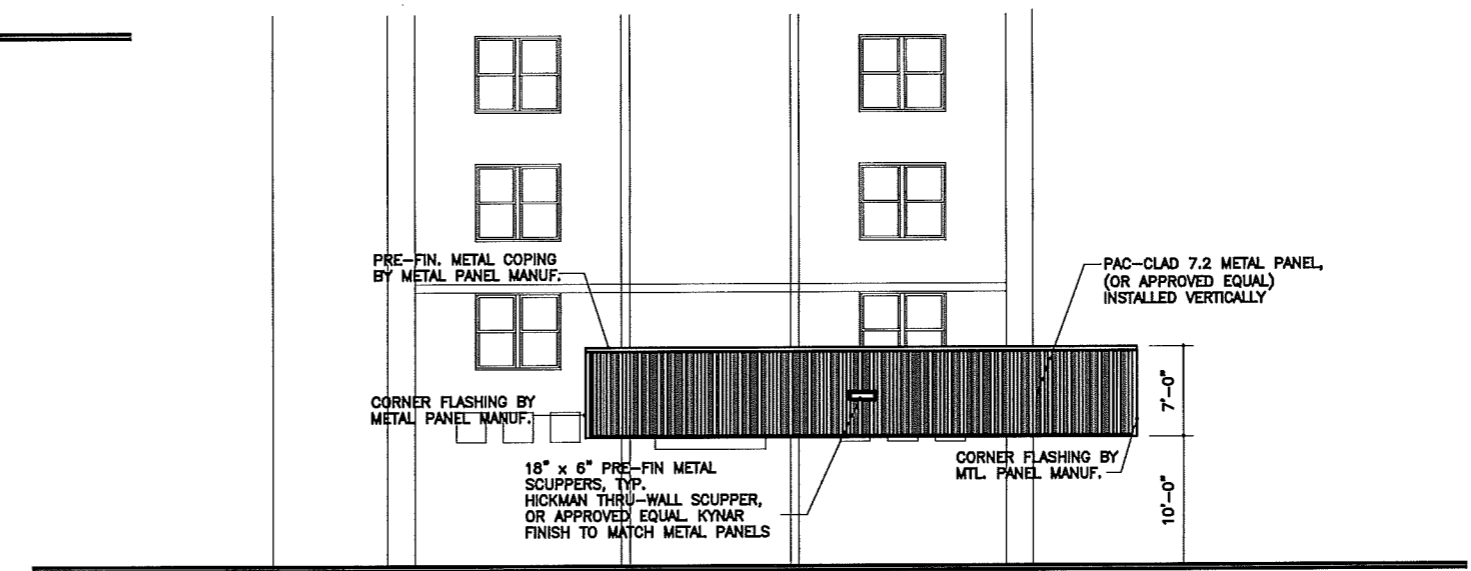 PRE-FIN. METAL COPING
BY METAL PANEL MANUF.
PAC-CLAD 7.2 METAL PANEL,
(OR APPROVED EQUAL)
INSTALLED VERTICALLY
7'-0"
CORNER FLASHING BY
METAL PANEL MANUF.
CORNER FLASHING BY
MTL. PANEL MANUF.
18" x 6" PRE-FIN METAL
SCUPPERS, TYP.
HICKMAN THRU-WALL SCUPPER,
OR APPROVED EQUAL KYNAR
FINISH TO MATCH METAL PANELS
10'-0"